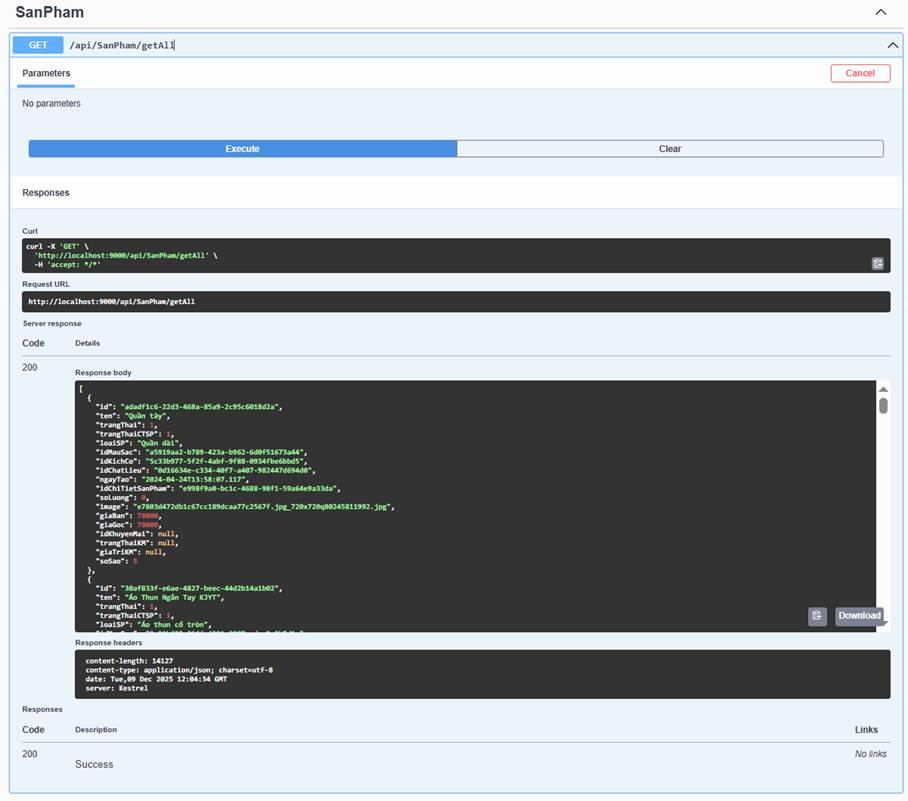 SanPham
GET /api/SanPham/getAll
Parameters
Cancel
No parameters
Execute
Clear
Responses
Curl
curl -X 'GET' \
'http://localhost:9000/api/SanPham/getAll' \
-H 'accept: */*'
Request URL
http://localhost:9000/api/SanPham/getAll
Server response
Code Details
200
Response body
[
{
"id": "adadf1c6-22d3-468a-85a9-2c95c6018d2a",
"ten": "Quần tây",
"trangThai": 1,
"trangThaiCTSP": 1,
"loaiSP": "Quần dài",
"idMauSac": "a5919aa2-b789-423a-b962-6d0f51673a44",
"idKichCo": "5c33b977-5f2f-4abf-9f88-0934fbe6bbd5",
"idChatLieu": "0d16634e-c334-40f7-a407-982447d694d0",
"ngayTao": "2024-04-24T13:58:07.117",
"idChiTietSanPham": "e998f9a0-bc1c-4688-98f1-59a64e9a33da",
"soLuong": 0,
"image": "e7803d472db1c67cc189dcaa77c2567f.jpg_720x720q80245811992.jpg",
"giaBan": 78000,
"giaGoc": 78000,
"idKhuyenMai": null,
"trangThaiKM": null,
"giaTriKM": null,
"soSao": 5
},
{
"id": "30af833f-e6ae-4827-beec-44d2b14a1b02",
"ten": "Áo Thun Ngắn Tay KJYT",
"trangThai": 1,
"trangThaiCTSP": 1,
"loaiSP": "Áo thun cổ tròn",
Download
Response headers
content-length: 14127
content-type: application/json; charset=utf-8
date: Tue,09 Dec 2025 12:04:34 GMT
server: Kestrel
Responses
Code Description Links
200 Success No links